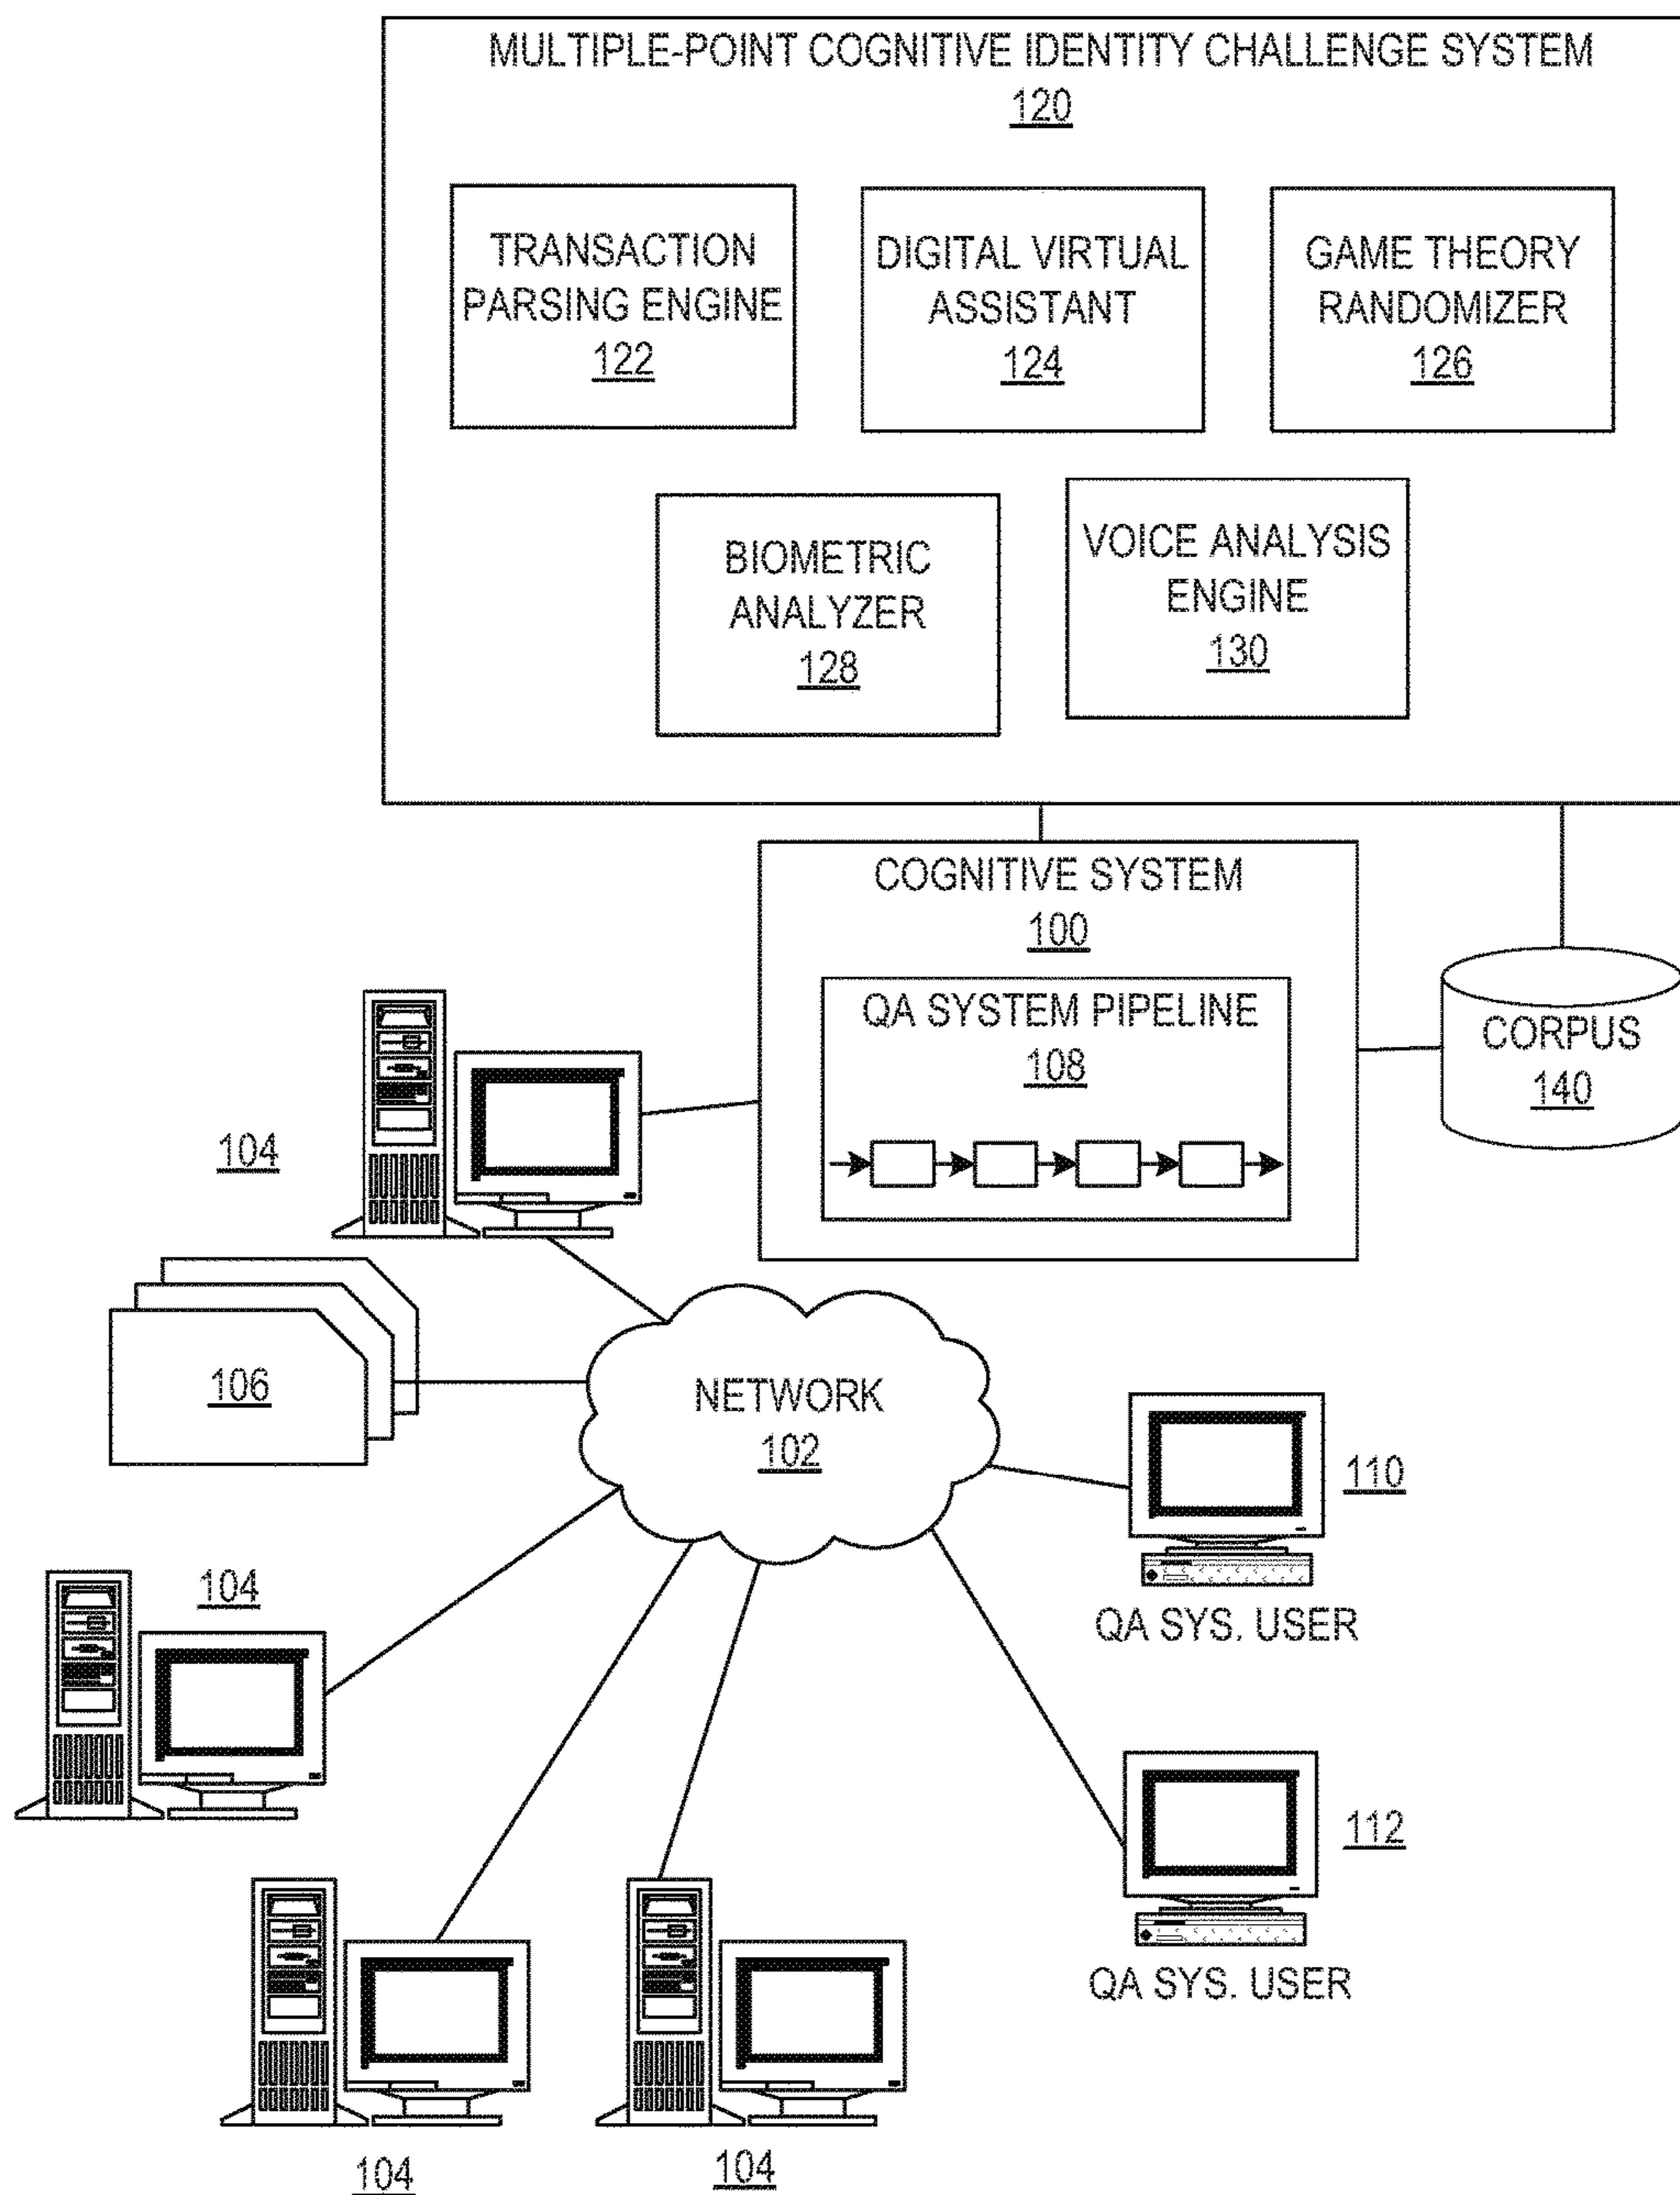 MULTIPLE-POINT COGNITIVE IDENTITY CHALLENGE SYSTEM
120
TRANSACTION
PARSING ENGINE
122
DIGITAL VIRTUAL
ASSISTANT
124
GAME THEORY
RANDOMIZER
126
BIOMETRIC
ANALYZER
128
VOICE ANALYSIS
ENGINE
130
COGNITIVE SYSTEM
100
QA SYSTEM PIPELINE
108
CORPUS
140
104
106
NETWORK
102
110
QA SYS. USER
104
112
QA SYS. USER
104
104